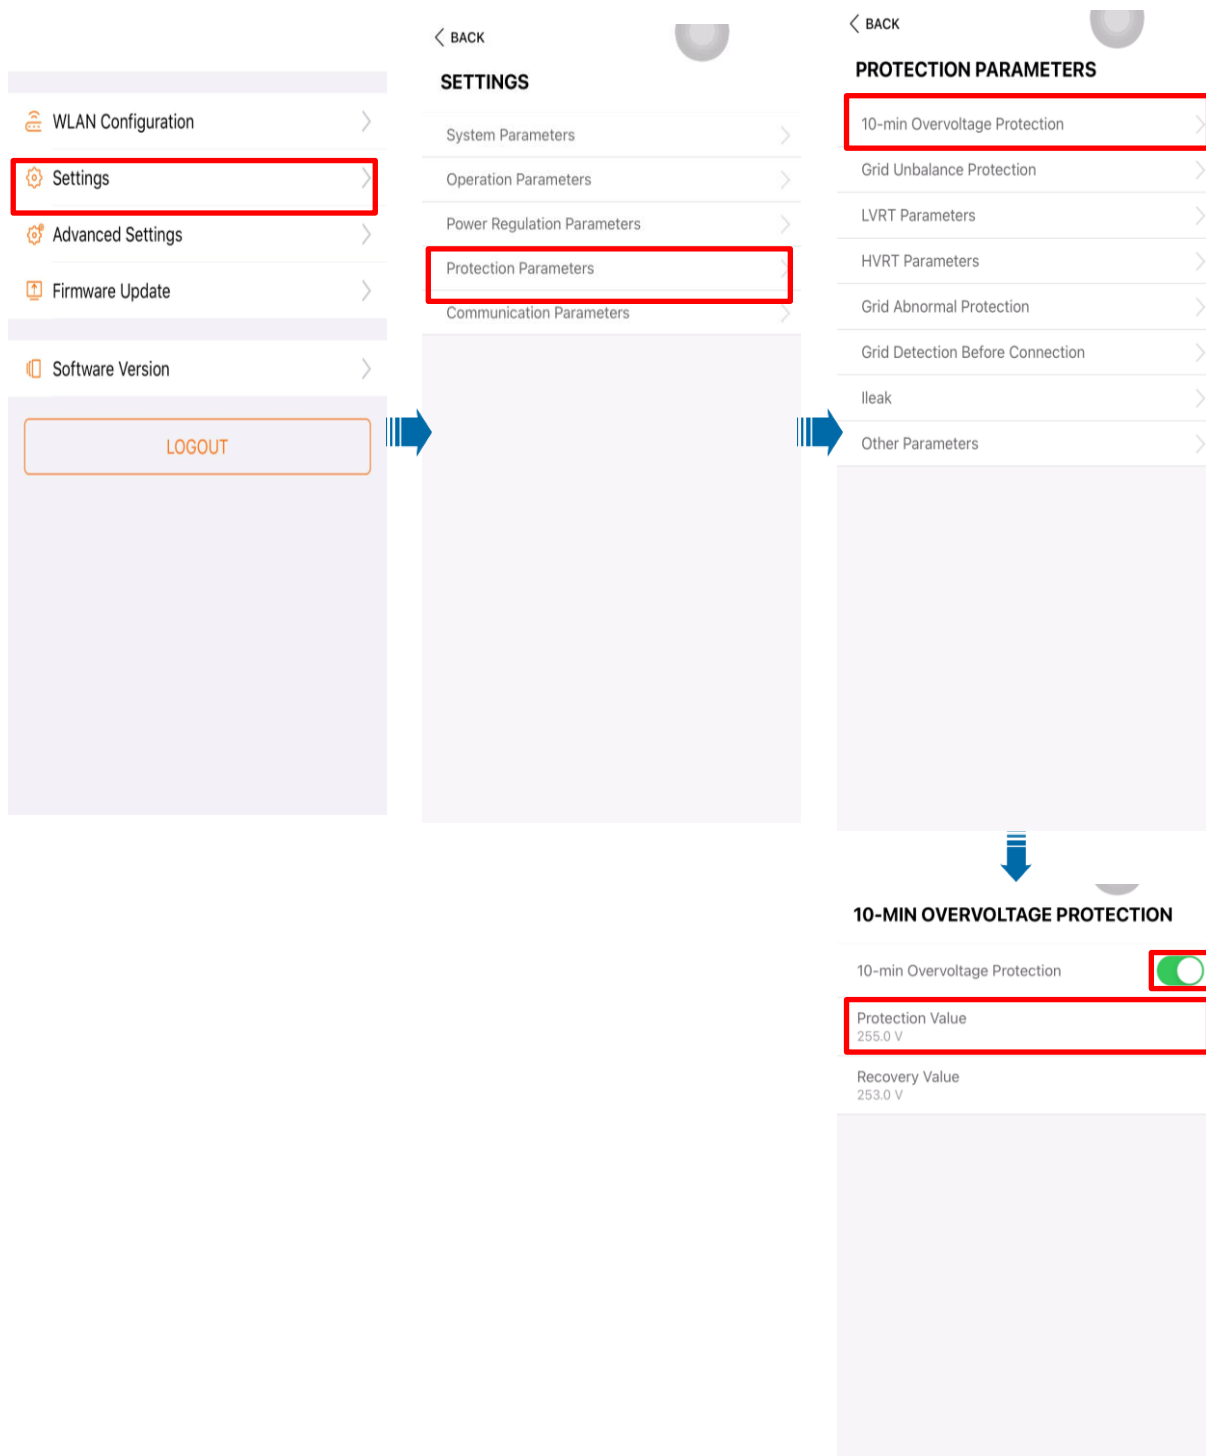 WLAN Configuration
Settings
Advanced Settings
Firmware Update
Software Version
LOGOUT
BACK
SETTINGS
System Parameters
Operation Parameters
Power Regulation Parameters
Protection Parameters
Communication Parameters
BACK
PROTECTION PARAMETERS
10-min Overvoltage Protection
Grid Unbalance Protection
LVRT Parameters
HVRT Parameters
Grid Abnormal Protection
Grid Detection Before Connection
Ileak
Other Parameters
10-MIN OVERVOLTAGE PROTECTION
10-min Overvoltage Protection
Protection Value
255.0 V
Recovery Value
253.0 V